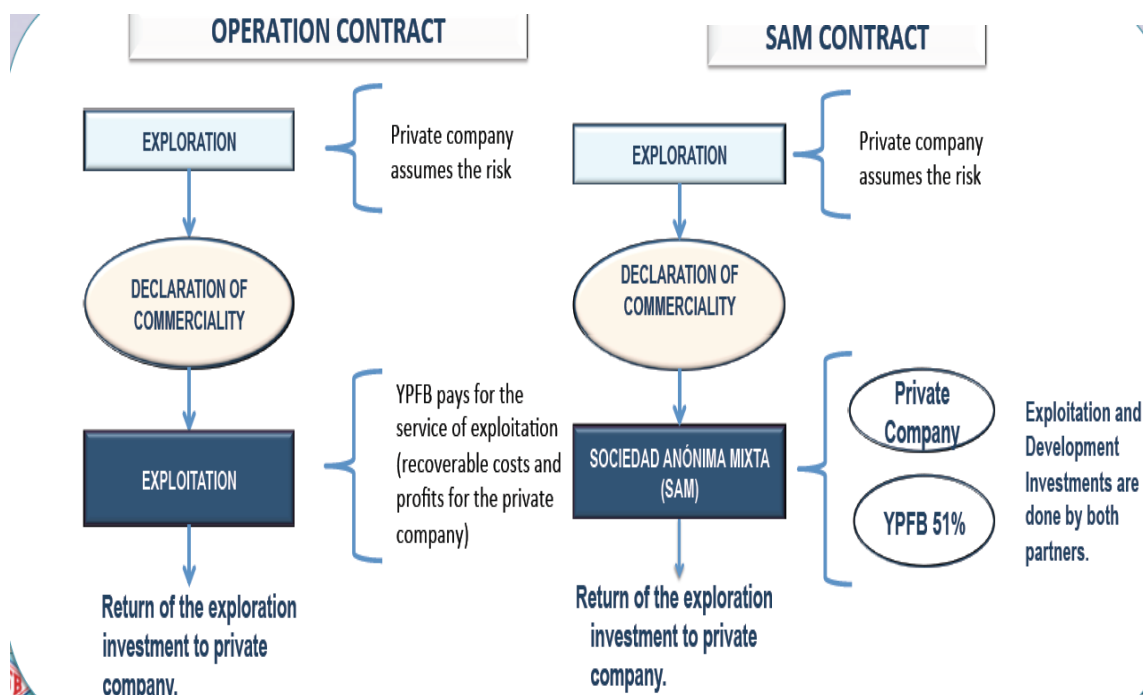 OPERATION CONTRACT
EXPLORATION
Private company
assumes the risk
DECLARATION OF
COMMERCIALITY
YPFB pays for the
service of exploitation
(recoverable costs and
profits for the private
company)
EXPLOITATION
Return of the exploration
investment to private
company.
SAM CONTRACT
EXPLORATION
Private company
assumes the risk
DECLARATION OF
COMMERCIALITY
SOCIEDAD ANÓNIMA MIXTA
(SAM)
Private
Company
YPFB 51%
Exploitation and
Development
Investments are
done by both
partners.
Return of the exploration
investment to private
company.